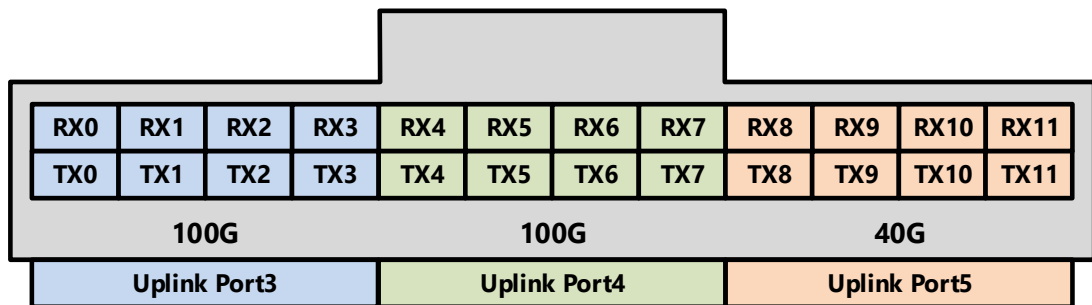 RX0 RX1 RX2 RX3 RX4 RX5 RX6 RX7 RX8 RX9 RX10 RX11
TX0 TX1 TX2 TX3 TX4 TX5 TX6 TX7 TX8 TX9 TX10 TX11
100G 100G 40G
Uplink Port3 Uplink Port4 Uplink Port5